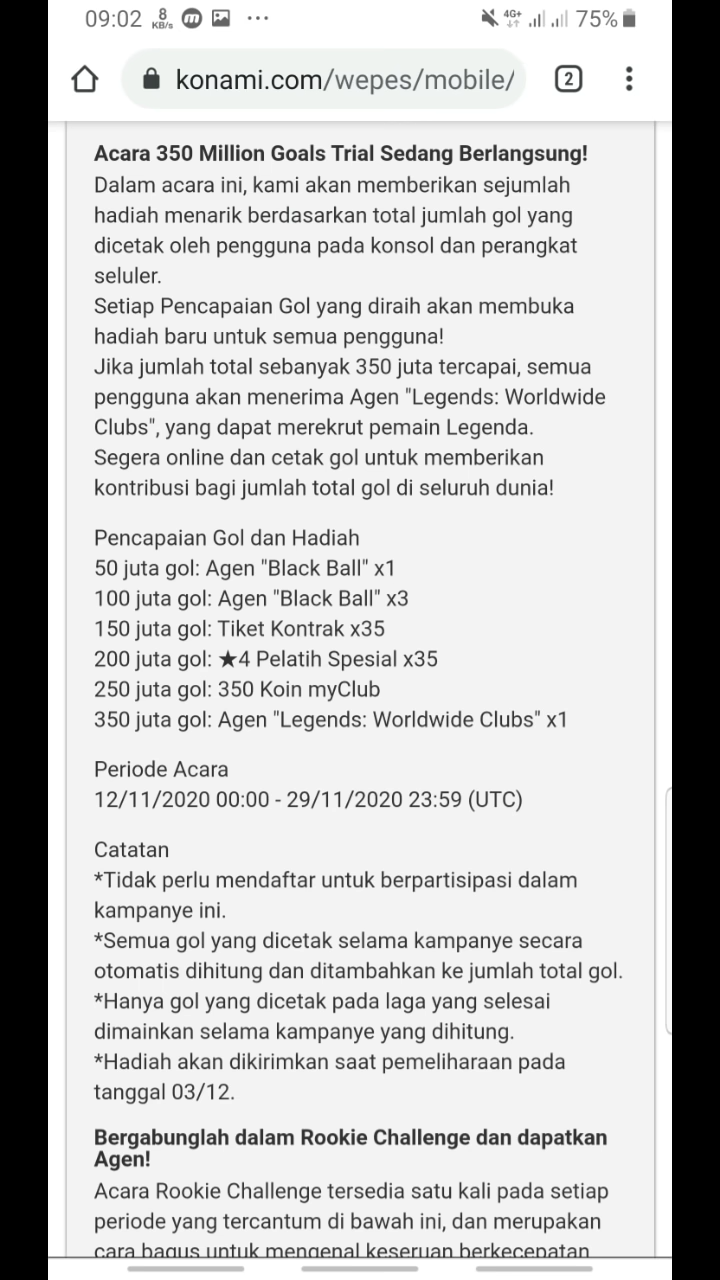 09:02 8 KB/s m 4G+ 75%
konami.com/wepes/mobile/ 2
Acara 350 Million Goals Trial Sedang Berlangsung!
Dalam acara ini, kami akan memberikan sejumlah
hadiah menarik berdasarkan total jumlah gol yang
dicetak oleh pengguna pada konsol dan perangkat
seluler.
Setiap Pencapaian Gol yang diraih akan membuka
hadiah baru untuk semua pengguna!
Jika jumlah total sebanyak 350 juta tercapai, semua
pengguna akan menerima Agen "Legends: Worldwide
Clubs", yang dapat merekrut pemain Legenda.
Segera online dan cetak gol untuk memberikan
kontribusi bagi jumlah total gol di seluruh dunia!
Pencapaian Gol dan Hadiah
50 juta gol: Agen "Black Ball" x1
100 juta gol: Agen "Black Ball" x3
150 juta gol: Tiket Kontrak x35
200 juta gol: ★4 Pelatih Spesial x35
250 juta gol: 350 Koin myClub
350 juta gol: Agen "Legends: Worldwide Clubs" x1
Periode Acara
12/11/2020 00:00 - 29/11/2020 23:59 (UTC)
Catatan
*Tidak perlu mendaftar untuk berpartisipasi dalam
kampanye ini.
*Semua gol yang dicetak selama kampanye secara
otomatis dihitung dan ditambahkan ke jumlah total gol.
*Hanya gol yang dicetak pada laga yang selesai
dimainkan selama kampanye yang dihitung.
*Hadiah akan dikirimkan saat pemeliharaan pada
tanggal 03/12.
Bergabunglah dalam Rookie Challenge dan dapatkan
Agen!
Acara Rookie Challenge tersedia satu kali pada setiap
periode yang tercantum di bawah ini, dan merupakan
cara bagus untuk mengenal keseruan berkecepatan